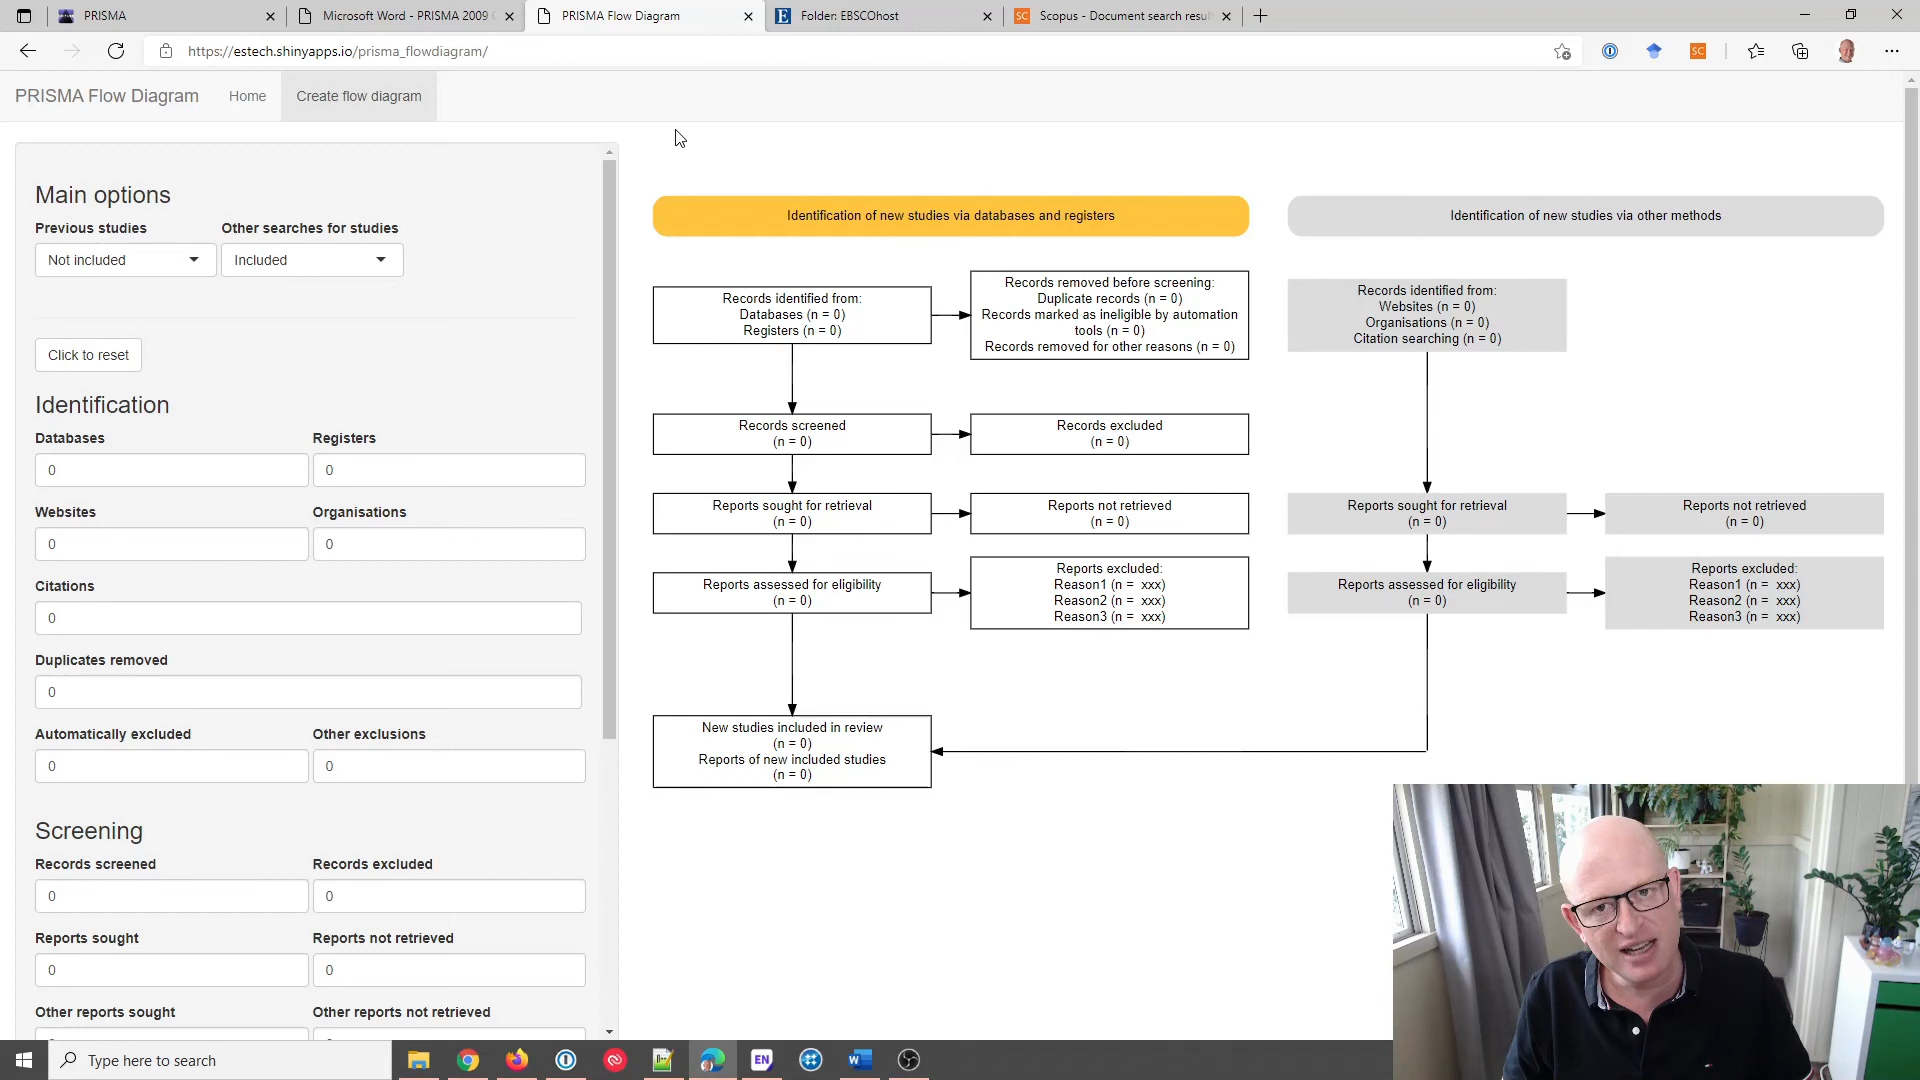 PRISMA
Microsoft Word - PRISMA 2009
PRISMA Flow Diagram
Folder: EBSCOhost
Scopus - Document search resul
https://estech.shinyapps.io/prisma_flowdiagram/
PRISMA Flow Diagram
Home
Create flow diagram
Main options
Previous studies
Other searches for studies
Not included
Included
Click to reset
Identification
Databases
Registers
0
0
Websites
Organisations
0
0
Citations
0
Duplicates removed
0
Automatically excluded
Other exclusions
0
0
Screening
Records screened
Records excluded
0
0
Reports sought
Reports not retrieved
0
0
Other reports sought
Other reports not retrieved
Identification of new studies via databases and registers
Identification of new studies via other methods
Records identified from:
Databases (n = 0)
Registers (n = 0)
Records removed before screening:
Duplicate records (n = 0)
Records marked as ineligible by automation
tools (n = 0)
Records removed for other reasons (n = 0)
Records identified from:
Websites (n = 0)
Organisations (n = 0)
Citation searching (n = 0)
Records screened
(n = 0)
Records excluded
(n = 0)
Reports sought for retrieval
(n = 0)
Reports not retrieved
(n = 0)
Reports sought for retrieval
(n = 0)
Reports not retrieved
(n = 0)
Reports assessed for eligibility
(n = 0)
Reports excluded:
Reason1 (n = xxx)
Reason2 (n = xxx)
Reason3 (n = xxx)
Reports assessed for eligibility
(n = 0)
Reports excluded:
Reason1 (n = xxx)
Reason2 (n = xxx)
Reason3 (n = xxx)
New studies included in review
(n = 0)
Reports of new included studies
(n = 0)
Type here to search
EN
SC
SC